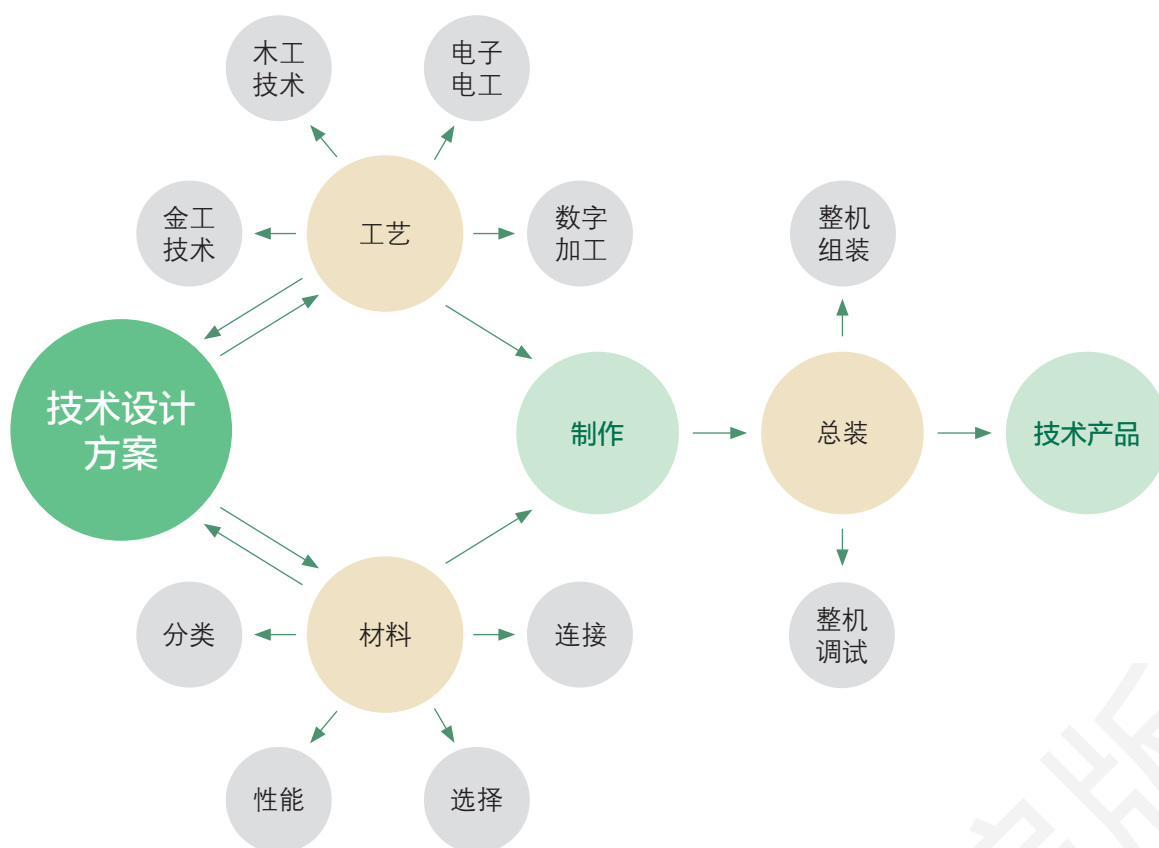 木工
技术
电子
电工
金工
技术
工艺
数字
加工
整机
组装
技术设计
方案
制作
总装
技术产品
分类
材料
连接
整机
调试
性能
选择
版